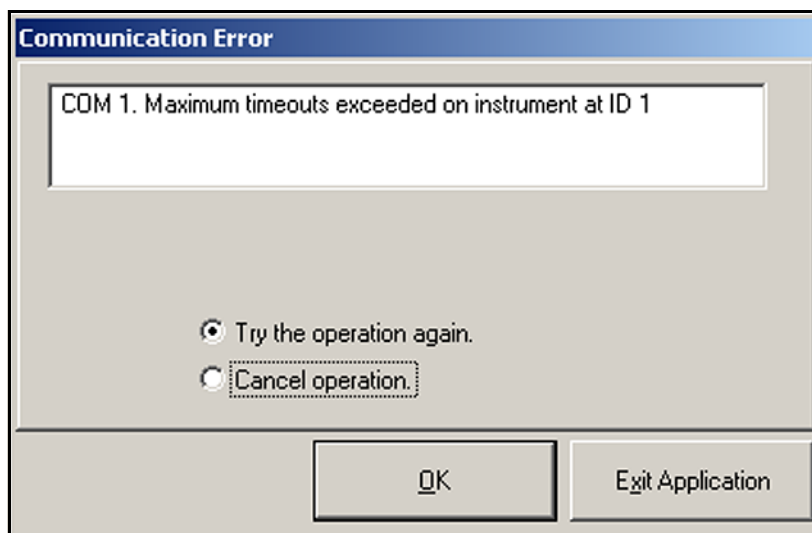 Communication Error
COM 1. Maximum timeouts exceeded on instrument at ID 1
Try the operation again.
Cancel operation.
OK
Exit Application